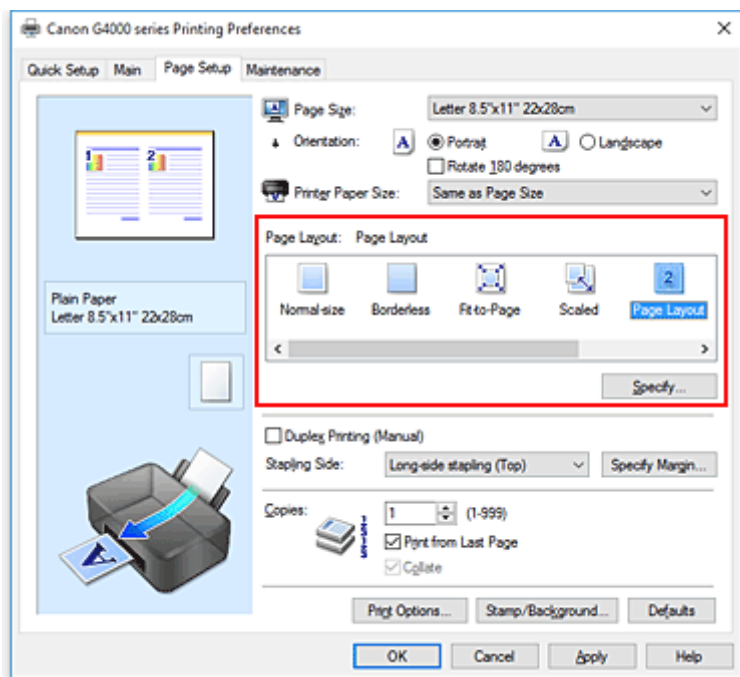 Canon G4000 series Printing Preferences
Quick Setup Main Page Setup Maintenance
1 2
Plain Paper
Letter 8.5"x11" 22x28cm
Page Size: Letter 8.5"x11" 22x28cm
Orientation: A Portrait A Landscape
Rotate 180 degrees
Printer Paper Size: Same as Page Size
Page Layout: Page Layout
2
Normal-size Borderless Fit-to-Page Scaled Page Layout
Specify...
Duplex Printing (Manual)
Stapling Side: Long-side stapling (Top) Specify Margin...
Copies: 1 (1-999)
Print from Last Page
Collate
A
Print Options... Stamp/Background... Defaults
OK Cancel Apply Help